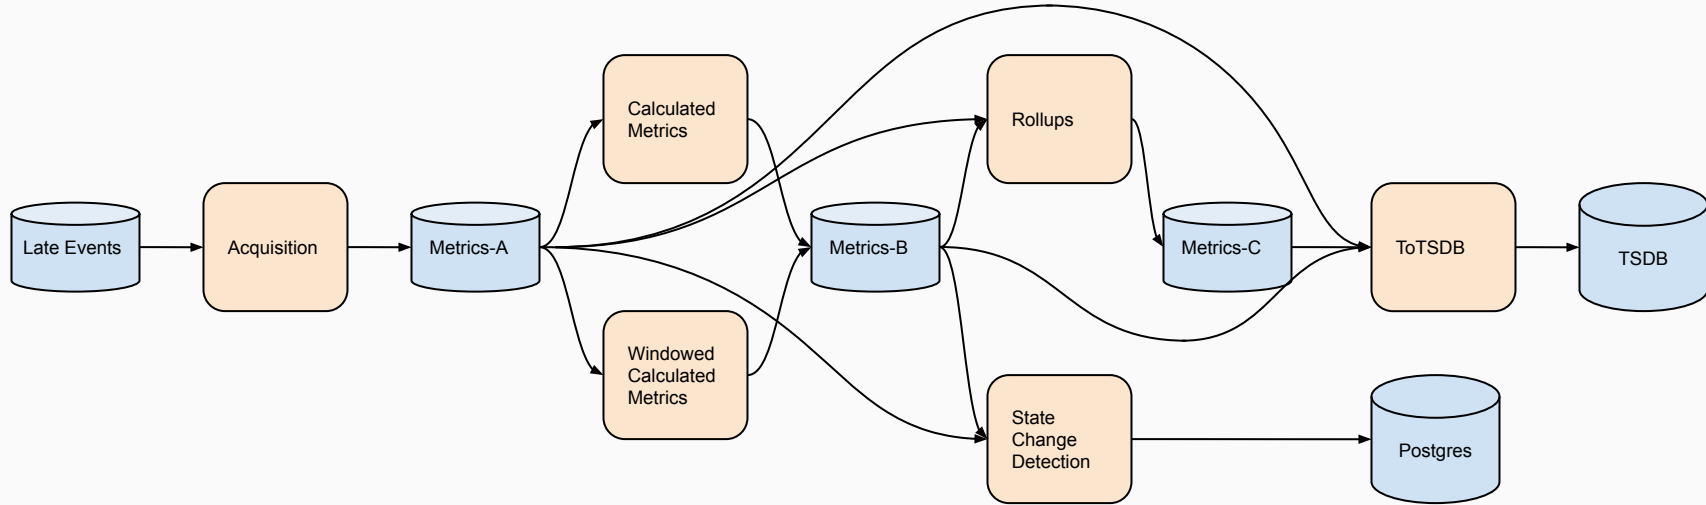 Late Events
Acquisition
Metrics-A
Calculated
Metrics
Windowed
Calculated
Metrics
Metrics-B
Rollups
Metrics-C
State
Change
Detection
ToTSDB
TSDB
Postgres